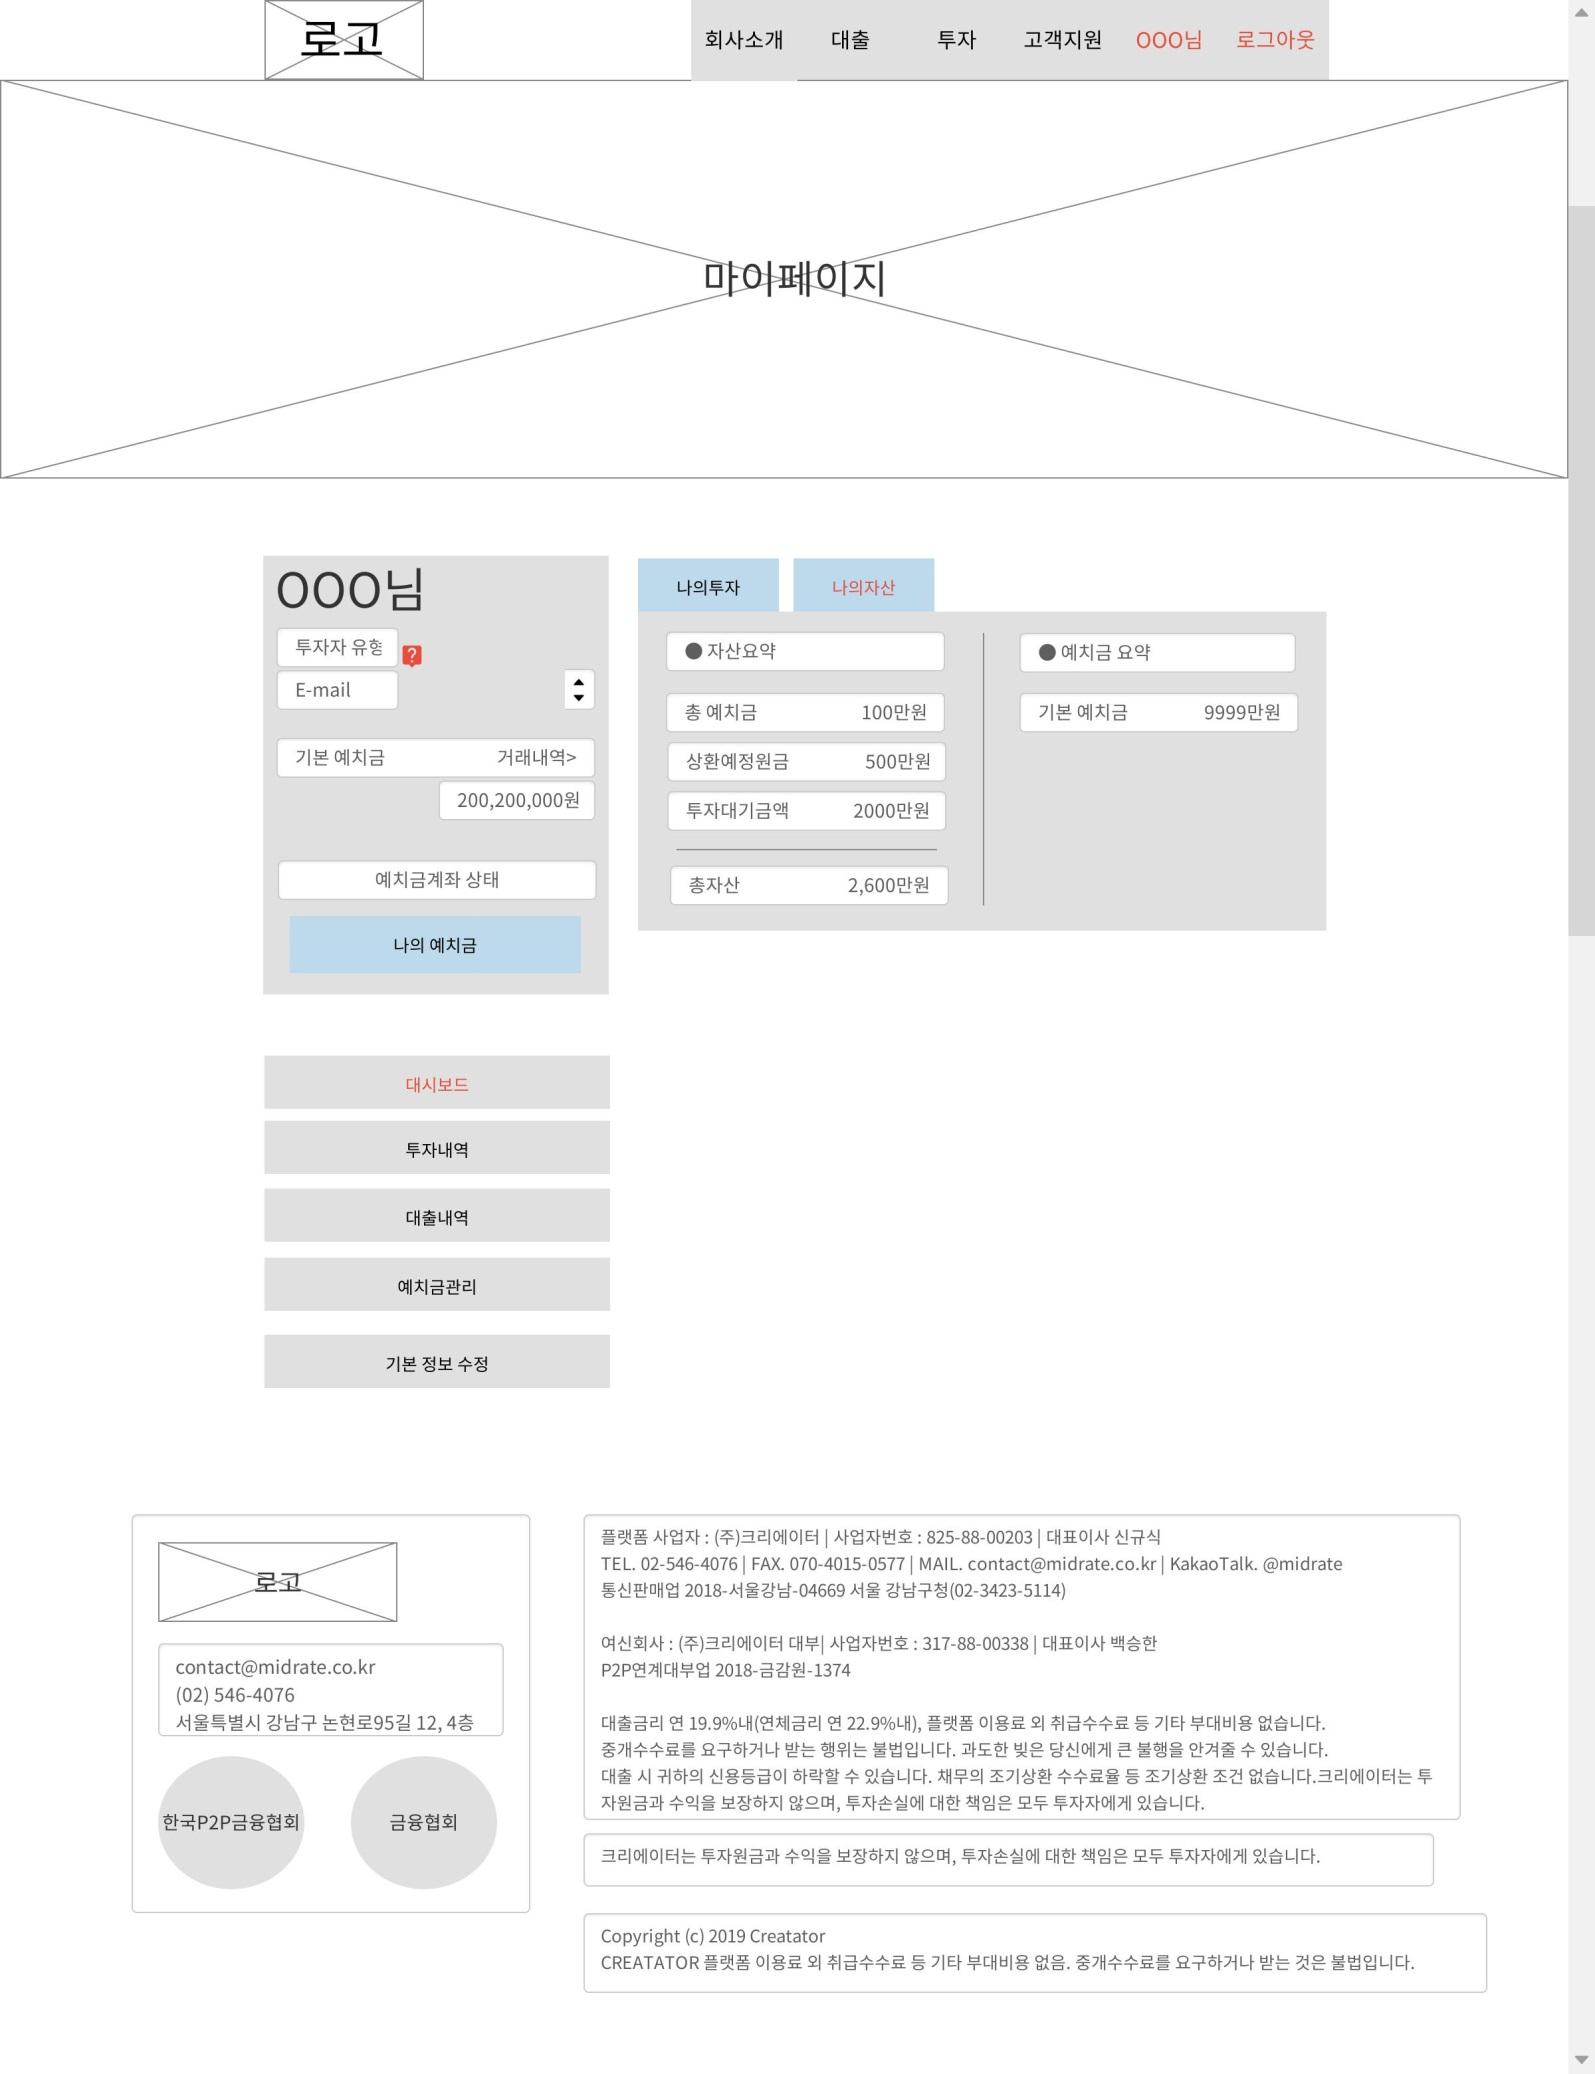 로고
회사소개 대출 투자 고객지원 OOO님 로그아웃
마이페이지
OOO님
투자자 유형
?
E-mail
기본 예치금 거래내역>
200,200,000원
예치금계좌 상태
나의 예치금
나의투자 나의자산
자산요약
총 예치금 100만원
상환예정원금 500만원
투자대기금액 2000만원
총자산 2,600만원
예치금 요약
기본 예치금 9999만원
대시보드
투자내역
대출내역
예치금관리
기본 정보 수정
로고
contact@midrate.co.kr
(02) 546-4076
서울특별시 강남구 논현로95길 12, 4층
한국P2P금융협회 금융협회
플랫폼 사업자 : (주)크리에이터 | 사업자번호 : 825-88-00203 | 대표이사 신규식
TEL. 02-546-4076 | FAX. 070-4015-0577 | MAIL. contact@midrate.co.kr | KakaoTalk. @midrate
통신판매업 2018-서울강남-04669 서울 강남구청(02-3423-5114)
여신회사 : (주)크리에이터 대부| 사업자번호 : 317-88-00338 | 대표이사 백승한
P2P연계대부업 2018-금감원-1374
대출금리 연 19.9%내(연체금리 연 22.9%내), 플랫폼 이용료 외 취급수수료 등 기타 부대비용 없습니다.
중개수수료를 요구하거나 받는 행위는 불법입니다. 과도한 빚은 당신에게 큰 불행을 안겨줄 수 있습니다.
대출 시 귀하의 신용등급이 하락할 수 있습니다. 채무의 조기상환 수수료율 등 조기상환 조건 없습니다.크리에이터는 투
자원금과 수익을 보장하지 않으며, 투자손실에 대한 책임은 모두 투자자에게 있습니다.
크리에이터는 투자원금과 수익을 보장하지 않으며, 투자손실에 대한 책임은 모두 투자자에게 있습니다.
Copyright (c) 2019 Creatator
CREATATOR 플랫폼 이용료 외 취급수수료 등 기타 부대비용 없음. 중개수수료를 요구하거나 받는 것은 불법입니다.